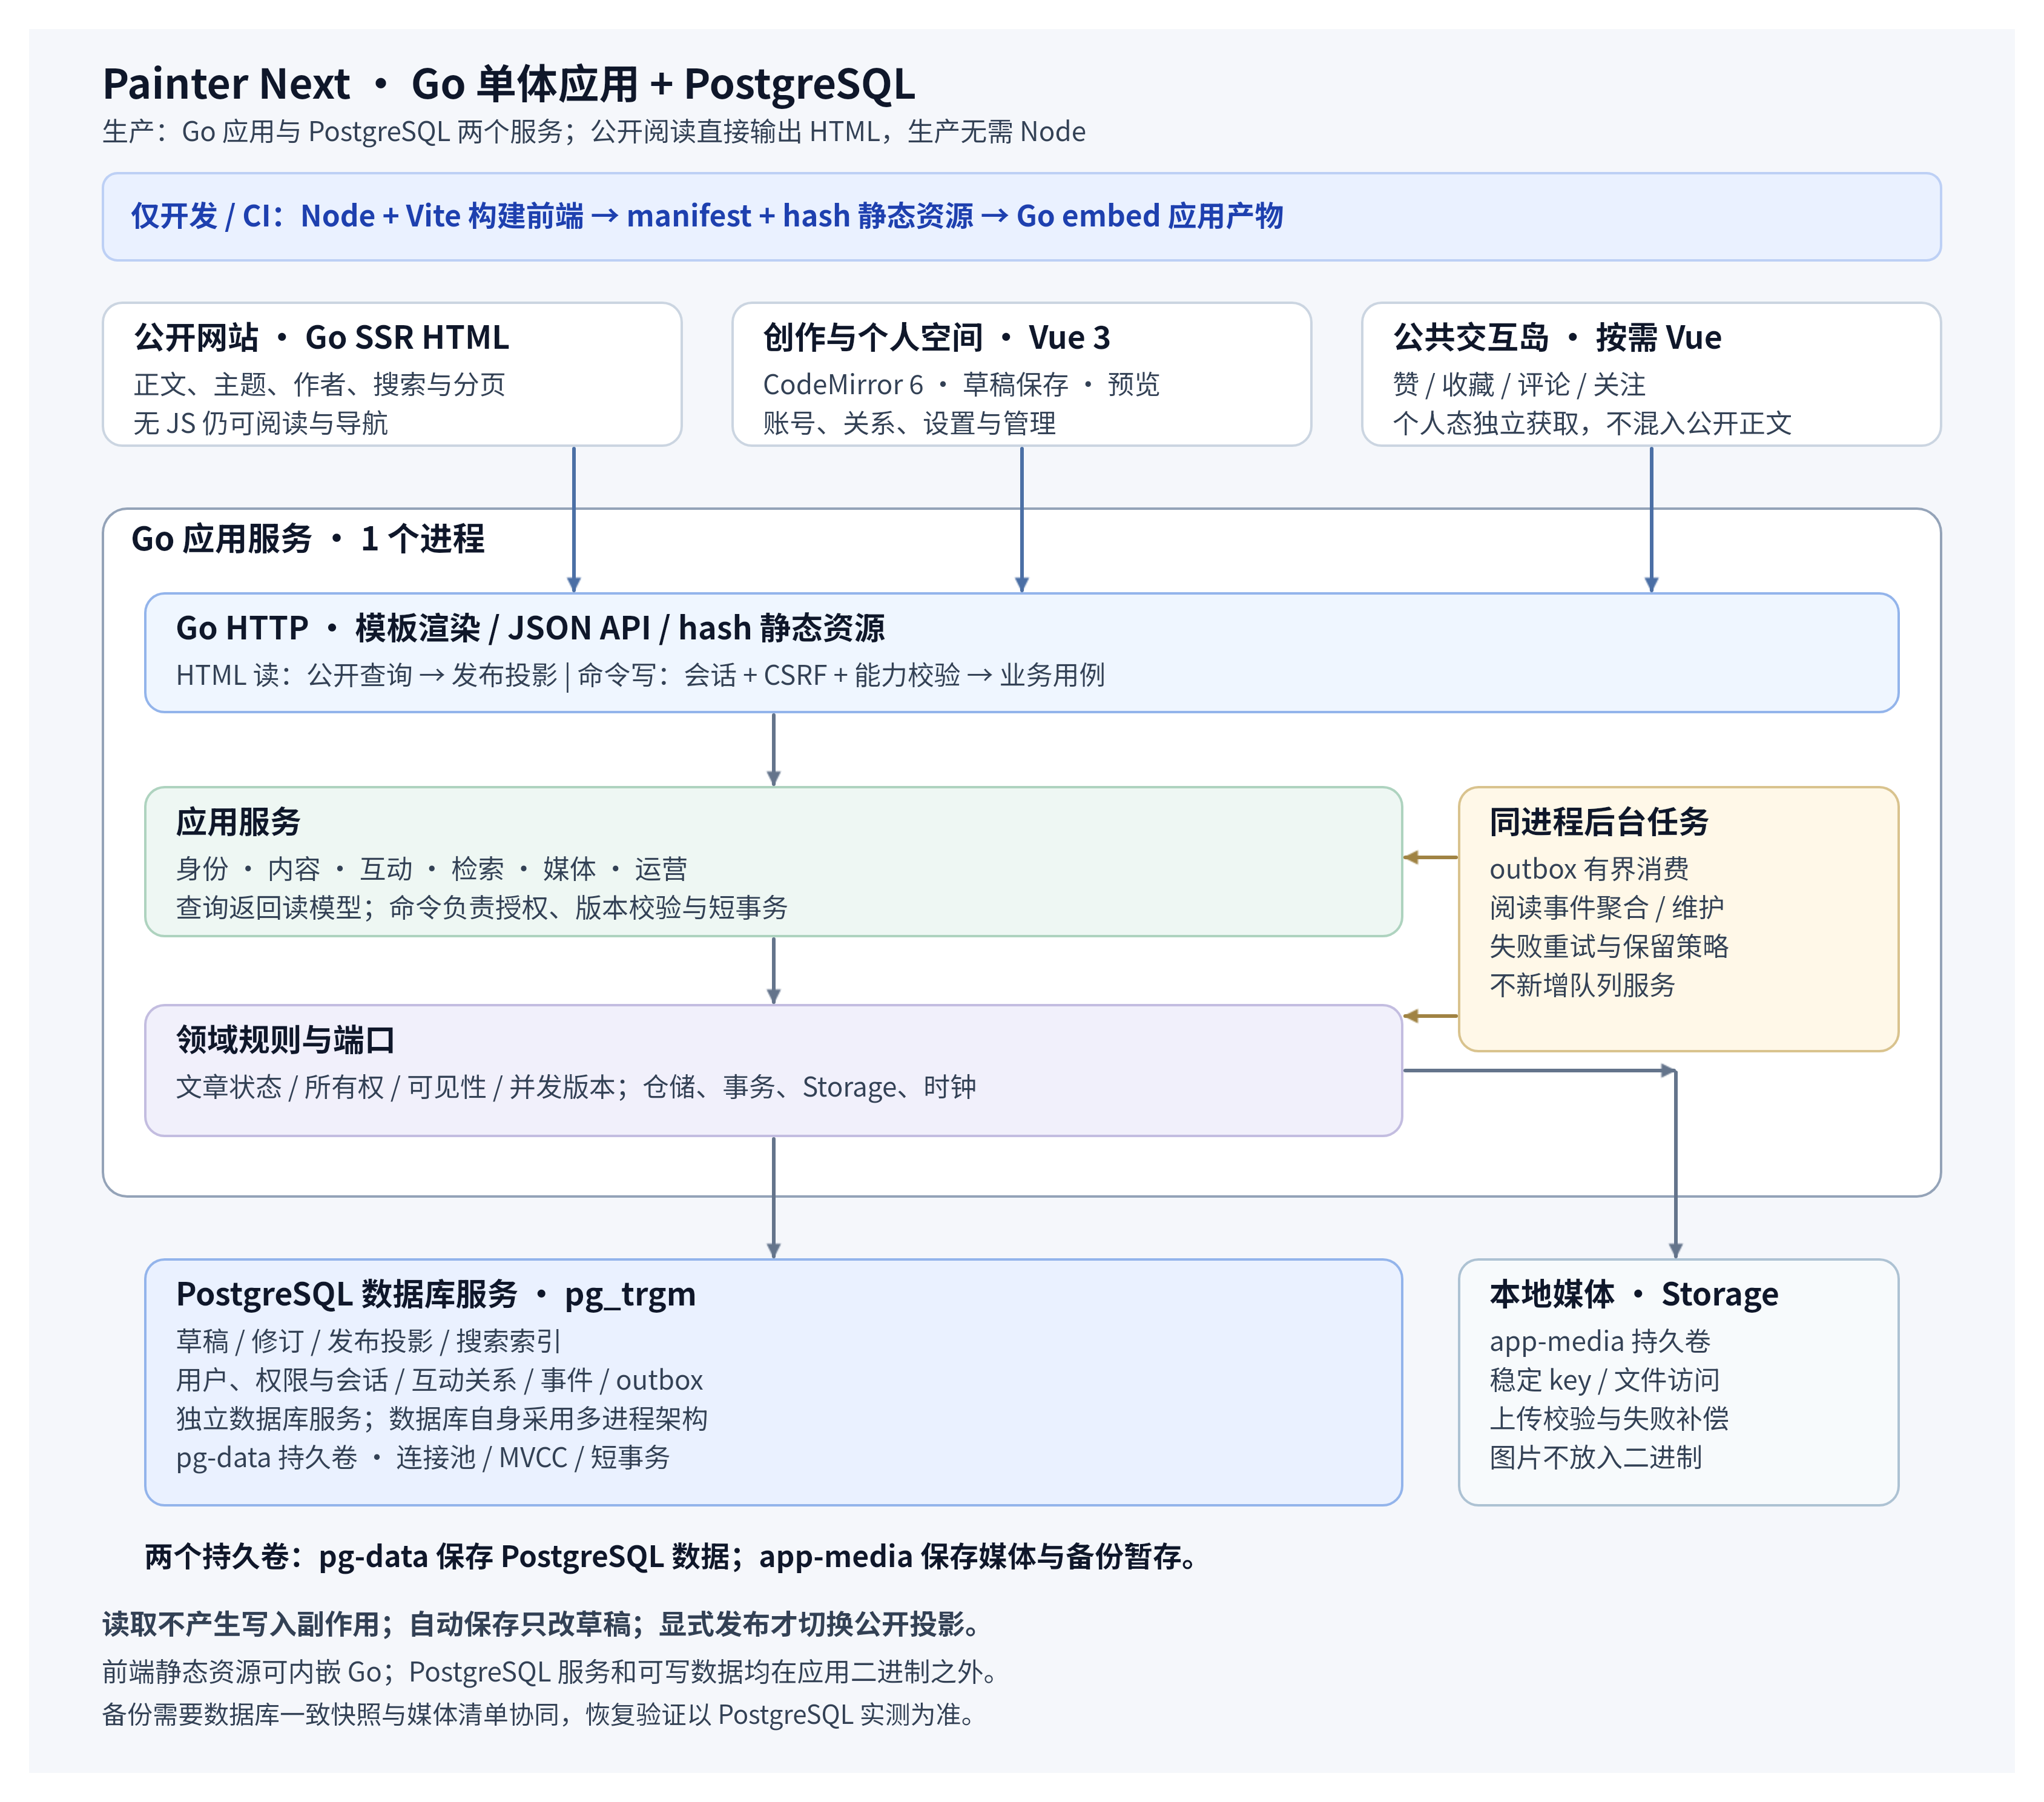 Painter Next • Go 单体应用 + PostgreSQL
生产：Go 应用与 PostgreSQL 两个服务；公开阅读直接输出 HTML，生产无需 Node
仅开发 / CI：Node + Vite 构建前端 → manifest + hash 静态资源 → Go embed 应用产物
公开网站 • Go SSR HTML
正文、主题、作者、搜索与分页
无 JS 仍可阅读与导航
创作与个人空间 • Vue 3
CodeMirror 6 • 草稿保存 • 预览
账号、关系、设置与管理
公共交互岛 • 按需 Vue
赞 / 收藏 / 评论 / 关注
个人态独立获取，不混入公开正文
Go 应用服务 • 1 个进程
Go HTTP • 模板渲染 / JSON API / hash 静态资源
HTML 读：公开查询 → 发布投影 | 命令写：会话 + CSRF + 能力校验 → 业务用例
应用服务
身份 • 内容 • 互动 • 检索 • 媒体 • 运营
查询返回读模型；命令负责授权、版本校验与短事务
同进程后台任务
outbox 有界消费
阅读事件聚合 / 维护
失败重试与保留策略
不新增队列服务
领域规则与端口
文章状态 / 所有权 / 可见性 / 并发版本；仓储、事务、Storage、时钟
PostgreSQL 数据库服务 • pg_trgm
草稿 / 修订 / 发布投影 / 搜索索引
用户、权限与会话 / 互动关系 / 事件 / outbox
独立数据库服务；数据库自身采用多进程架构
pg-data 持久卷 • 连接池 / MVCC / 短事务
本地媒体 • Storage
app-media 持久卷
稳定 key / 文件访问
上传校验与失败补偿
图片不放入二进制
两个持久卷：pg-data 保存 PostgreSQL 数据；app-media 保存媒体与备份暂存。
读取不产生写入副作用；自动保存只改草稿；显式发布才切换公开投影。
前端静态资源可内嵌 Go；PostgreSQL 服务和可写数据均在应用二进制之外。
备份需要数据库一致快照与媒体清单协同，恢复验证以 PostgreSQL 实测为准。